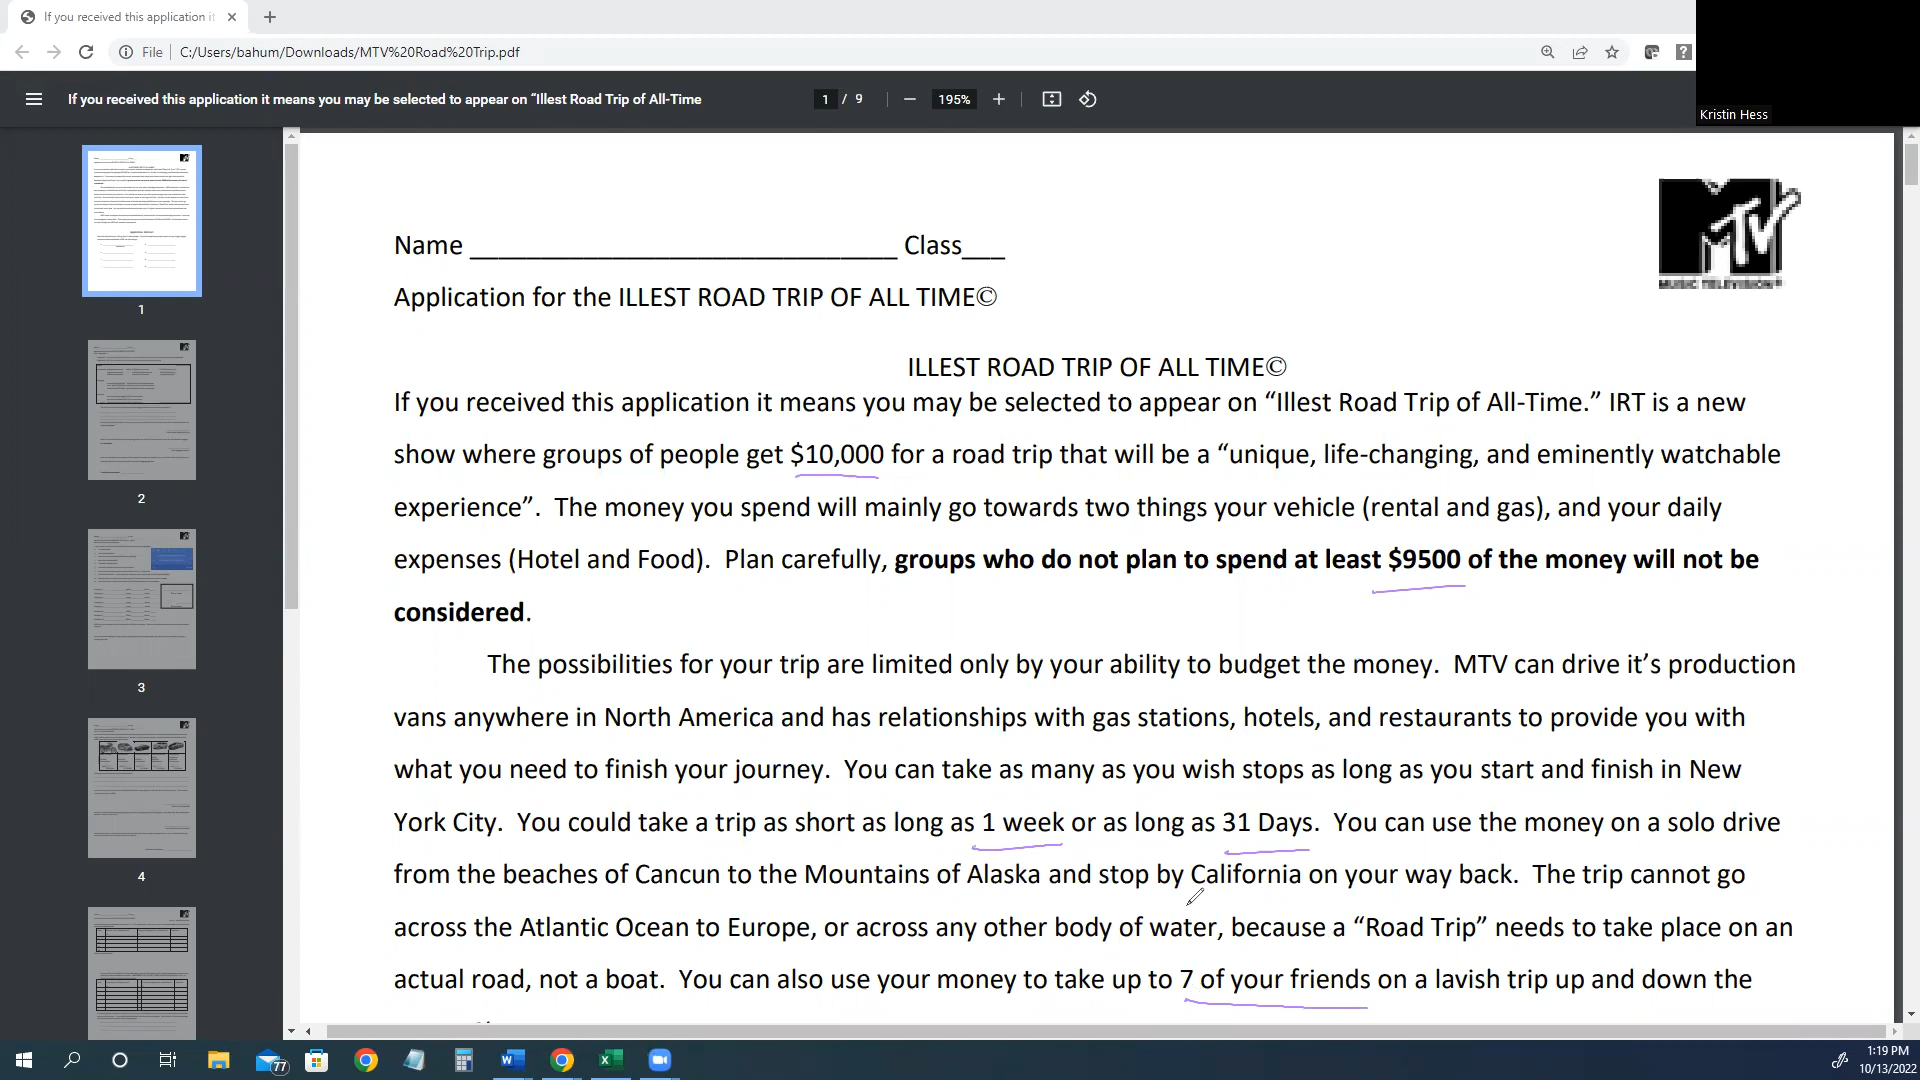 If you received this application it
File C:/Users/bahum/Downloads/MTV%20Road%20Trip.pdf
If you received this application it means you may be selected to appear on “Illest Road Trip of All-Time
1 / 9
195%
Kristin Hess
1
2
3
4
MTV
MUSIC TELEVISION®
Name ______________________________ Class___
Application for the ILLEST ROAD TRIP OF ALL TIME©
ILLEST ROAD TRIP OF ALL TIME©
If you received this application it means you may be selected to appear on “Illest Road Trip of All-Time.” IRT is a new
show where groups of people get $10,000 for a road trip that will be a “unique, life-changing, and eminently watchable
experience”. The money you spend will mainly go towards two things your vehicle (rental and gas), and your daily
expenses (Hotel and Food). Plan carefully, groups who do not plan to spend at least $9500 of the money will not be
considered.
The possibilities for your trip are limited only by your ability to budget the money. MTV can drive it’s production
vans anywhere in North America and has relationships with gas stations, hotels, and restaurants to provide you with
what you need to finish your journey. You can take as many as you wish stops as long as you start and finish in New
York City. You could take a trip as short as long as 1 week or as long as 31 Days. You can use the money on a solo drive
from the beaches of Cancun to the Mountains of Alaska and stop by California on your way back. The trip cannot go
across the Atlantic Ocean to Europe, or across any other body of water, because a “Road Trip” needs to take place on an
actual road, not a boat. You can also use your money to take up to 7 of your friends on a lavish trip up and down the
77
1:19 PM
10/13/2022